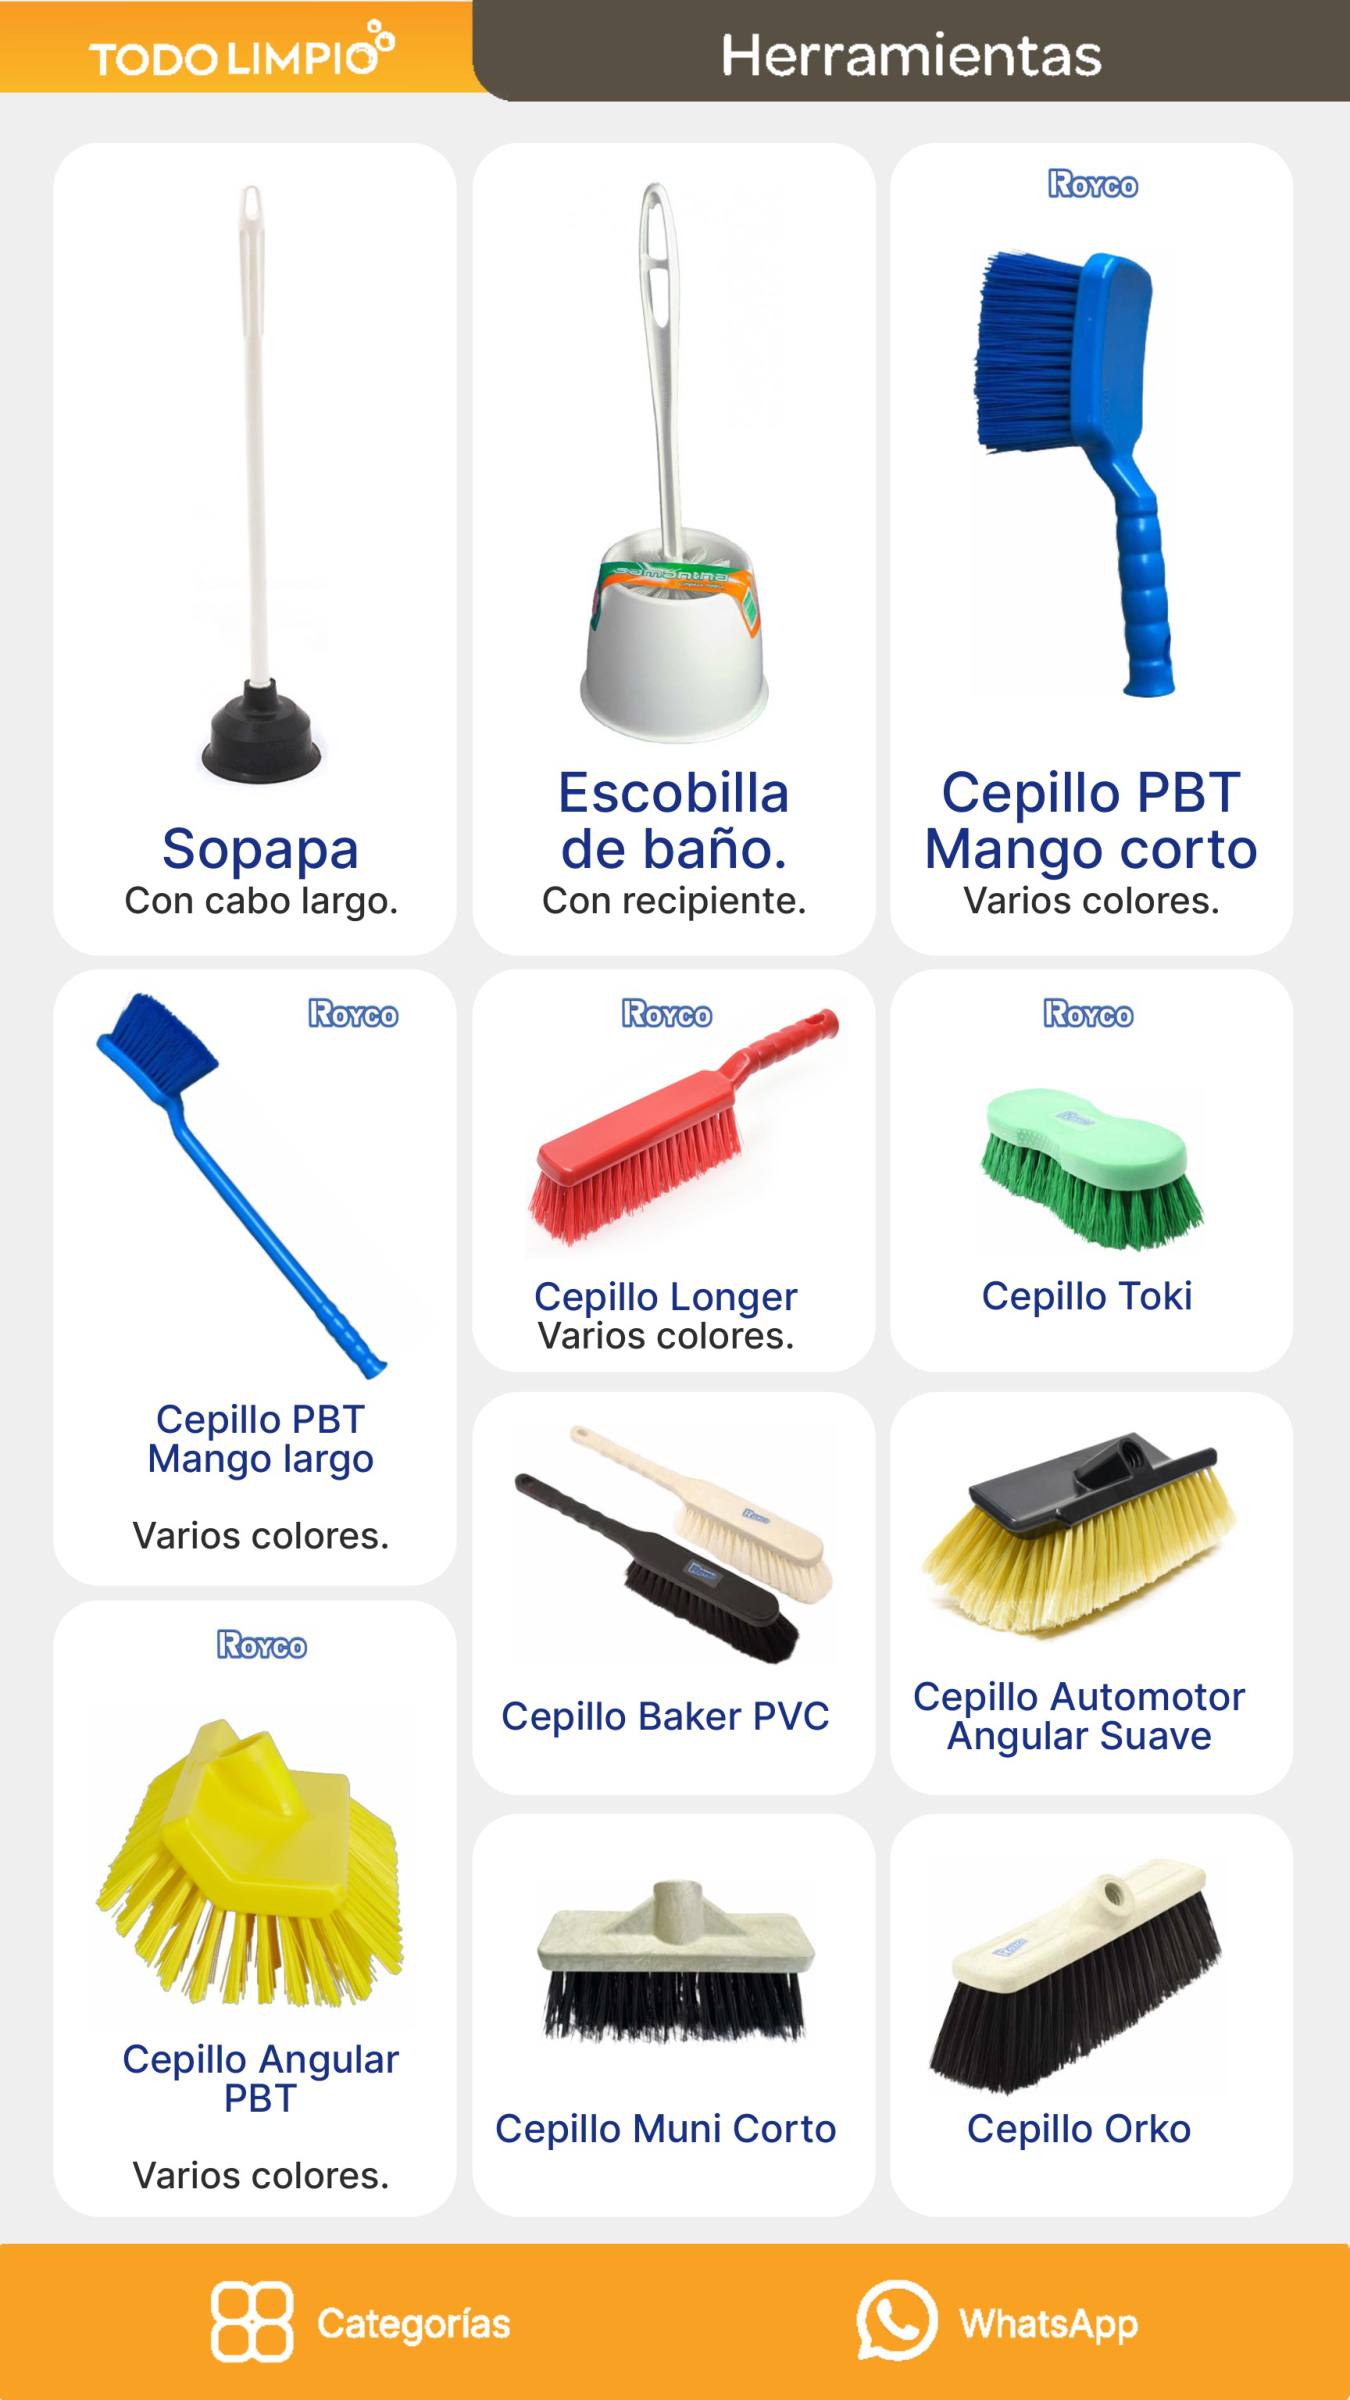 TODO LIMPIO
Herramientas
Sopapa
Con cabo largo.
samantha
Escobilla
de baño.
Con recipiente.
ROYCO
Cepillo PBT
Mango corto
Varios colores.
ROYCO
Cepillo PBT
Mango largo
Varios colores.
ROYCO
Cepillo Longer
Varios colores.
ROYCO
Cepillo Toki
Cepillo Baker PVC
Cepillo Automotor
Angular Suave
ROYCO
Cepillo Angular
PBT
Varios colores.
Cepillo Muni Corto
Cepillo Orko
Categorías
WhatsApp